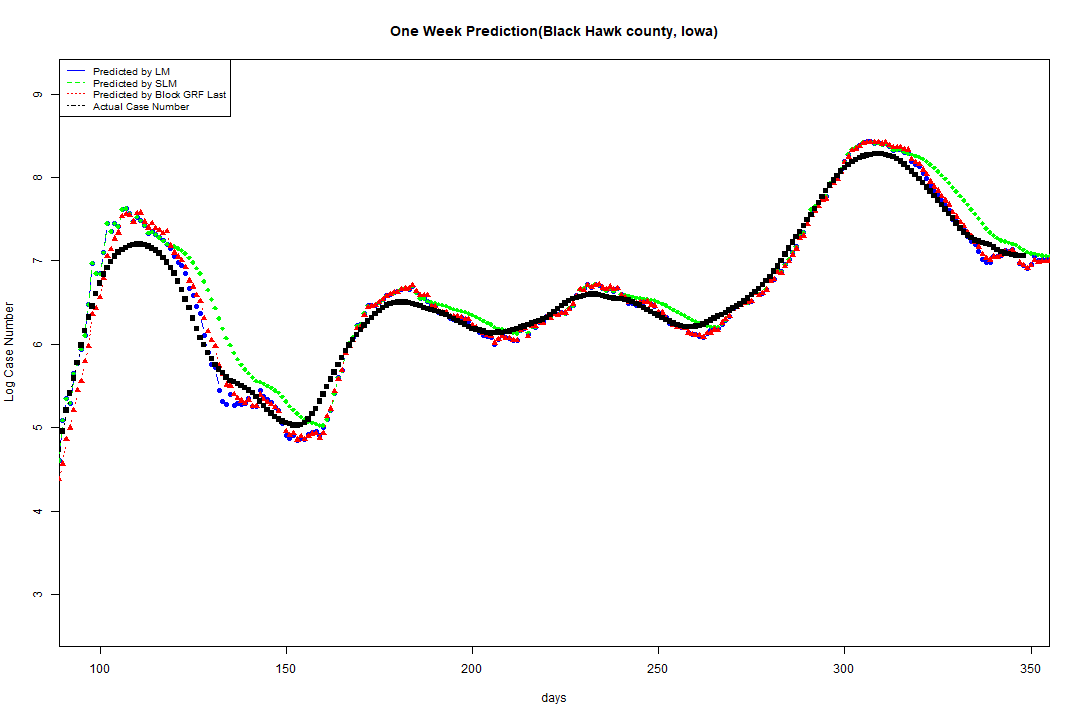 One Week Prediction(Black Hawk county, Iowa)
Predicted by LM
Predicted by SLM
Predicted by Block GRF Last
Actual Case Number
9
8
7
6
5
4
3
Log Case Number
100 150 200 250 300 350
days